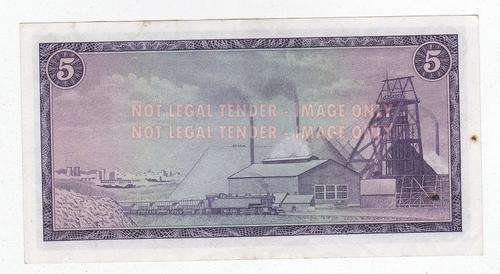 5 5
NOT LEGAL TENDER - IMAGE ONLY
NOT LEGAL TENDER - IMAGE ONLY